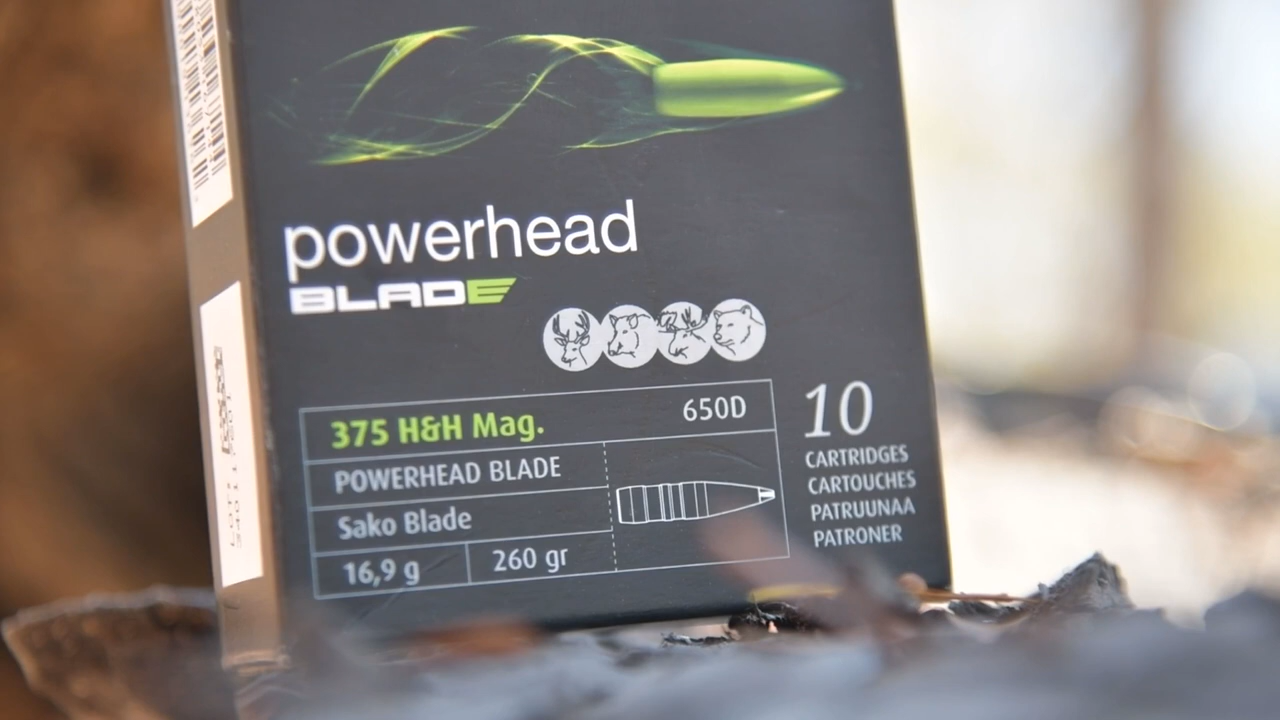 powerhead
BLADE
375 H&H Mag.
650D
POWERHEAD BLADE
Sako Blade
16,9 g
260 gr
10
CARTRIDGES
CARTOUCHES
PATRUUNAA
PATRONER